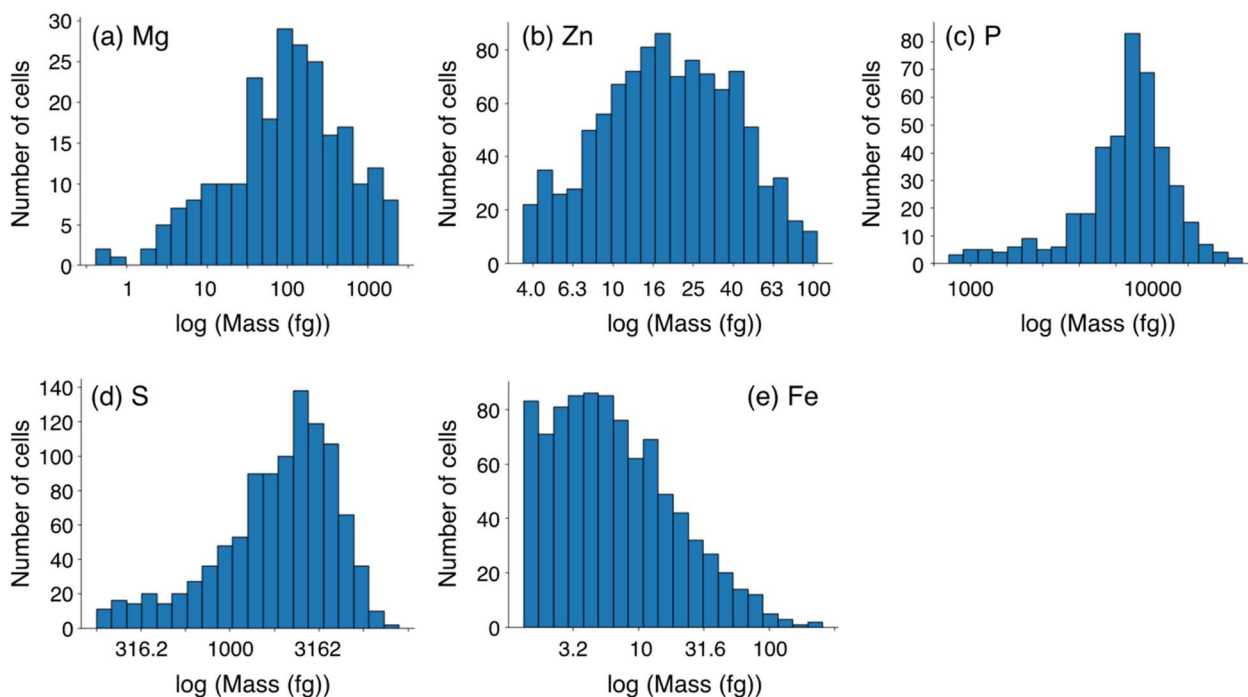 (a) Mg
Number of cells
30
25
20
15
10
5
0
1 10 100 1000
log (Mass (fg))
(b) Zn
Number of cells
80
60
40
20
0
4.0 6.3 10 16 25 40 63 100
log (Mass (fg))
(c) P
Number of cells
80
70
60
50
40
30
20
10
0
1000 10000
log (Mass (fg))
(d) S
Number of cells
140
120
100
80
60
40
20
0
316.2 1000 3162
log (Mass (fg))
(e) Fe
Number of cells
80
60
40
20
0
3.2 10 31.6 100
log (Mass (fg))